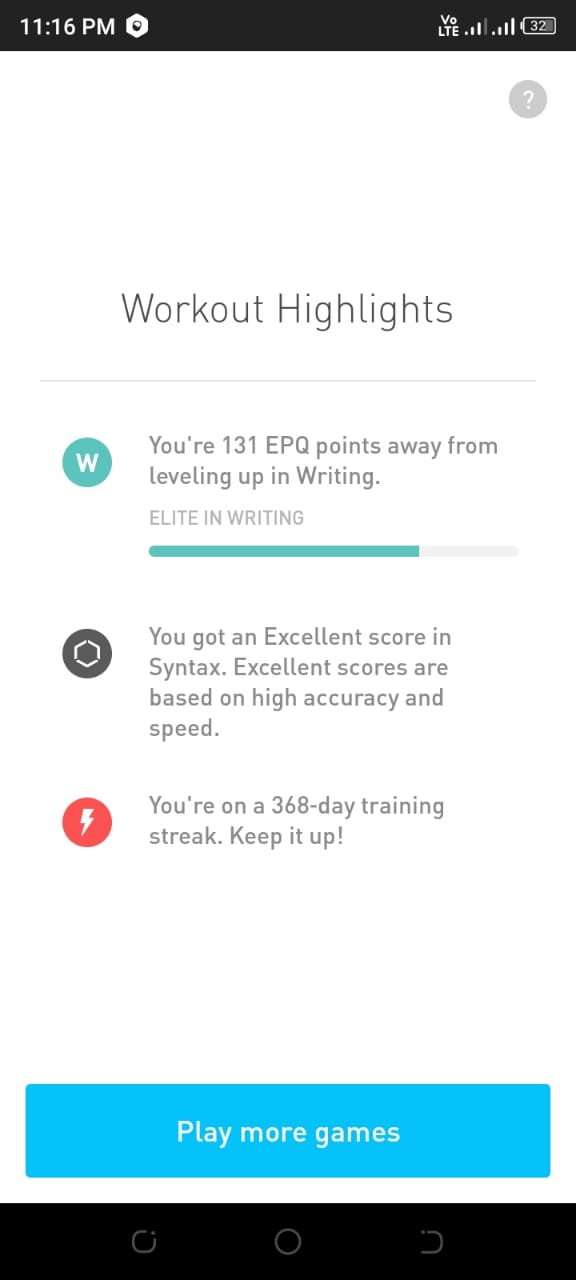 11:16 PM
Vo
LTE
32
?
Workout Highlights
W
You're 131 EPQ points away from
leveling up in Writing.
ELITE IN WRITING
You got an Excellent score in
Syntax. Excellent scores are
based on high accuracy and
speed.
You're on a 368-day training
streak. Keep it up!
Play more games